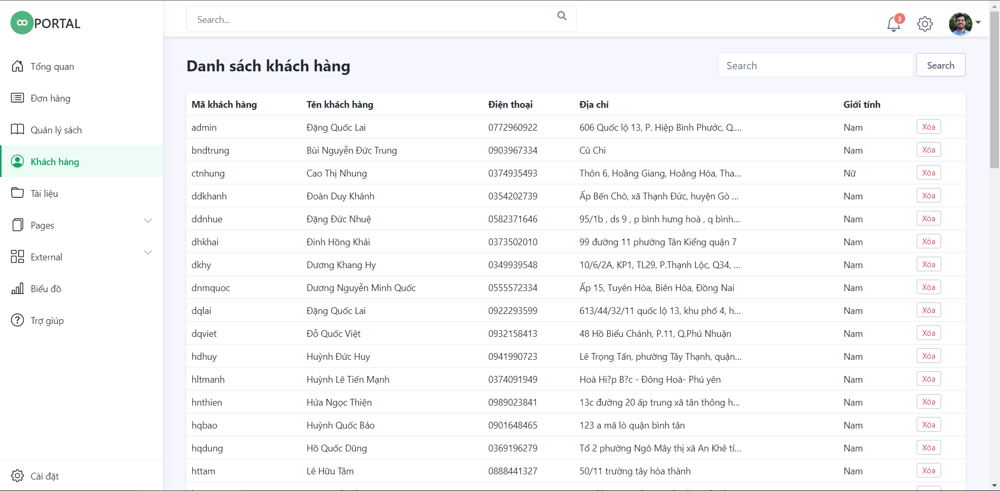 PORTAL
Search...
3
Tổng quan
Đơn hàng
Quản lý sách
Khách hàng
Tài liệu
Pages
External
Biểu đồ
Trợ giúp
Cài đặt
Danh sách khách hàng
Search
Search
Mã khách hàng Tên khách hàng Điện thoại Địa chỉ Giới tính
admin Đặng Quốc Lai 0772960922 606 Quốc lộ 13, P. Hiệp Bình Phước, Q.... Nam Xóa
bndtrung Bùi Nguyễn Đức Trung 0903967334 Củ Chi Nam Xóa
ctnhung Cao Thị Nhung 0374935493 Thôn 6, Hoằng Giang, Hoằng Hóa, Tha... Nữ Xóa
ddkhanh Đoàn Duy Khánh 0354202739 Ấp Bến Chò, xã Thạnh Đức, huyện Gò ... Nam Xóa
ddnhue Đặng Đức Nhuệ 0582371646 95/1b , ds 9 , p bình hưng hoà , q bình... Nam Xóa
dhkhai Đinh Hồng Khải 0373502010 99 đường 11 phường Tân Kiểng quận 7 Nam Xóa
dkhy Dương Khang Hy 0349939548 10/6/2A, KP1, TL29, P.Thạnh Lộc, Q34, ... Nam Xóa
dnmquoc Dương Nguyễn Minh Quốc 0555572334 Ấp 15, Tuyên Hòa, Biên Hòa, Đồng Nai Nam Xóa
dqlai Đặng Quốc Lai 0922293599 613/44/32/11 quốc lộ 13, khu phố 4, h... Nam Xóa
dqviet Đỗ Quốc Việt 0932158413 48 Hồ Biểu Chánh, P.11, Q.Phú Nhuận Nam Xóa
hdhuy Huỳnh Đức Huy 0941990723 Lê Trọng Tấn, phường Tây Thạnh, quận... Nam Xóa
hltmanh Huỳnh Lê Tiến Mạnh 0374091949 Hoà Hi?p B?c - Đông Hoà- Phú yên Nam Xóa
hnthien Hứa Ngọc Thiện 0989023841 13c đường 20 ấp trung xã tân thông h... Nam Xóa
hqbao Huỳnh Quốc Bảo 0901648465 123 a mã lò quận bình tân Nam Xóa
hqdung Hồ Quốc Dũng 0369196279 Tổ 2 phường Ngô Mây thị xã An Khê tỉ... Nam Xóa
httam Lê Hữu Tâm 0888441327 50/11 trường tây hòa thành Nam Xóa